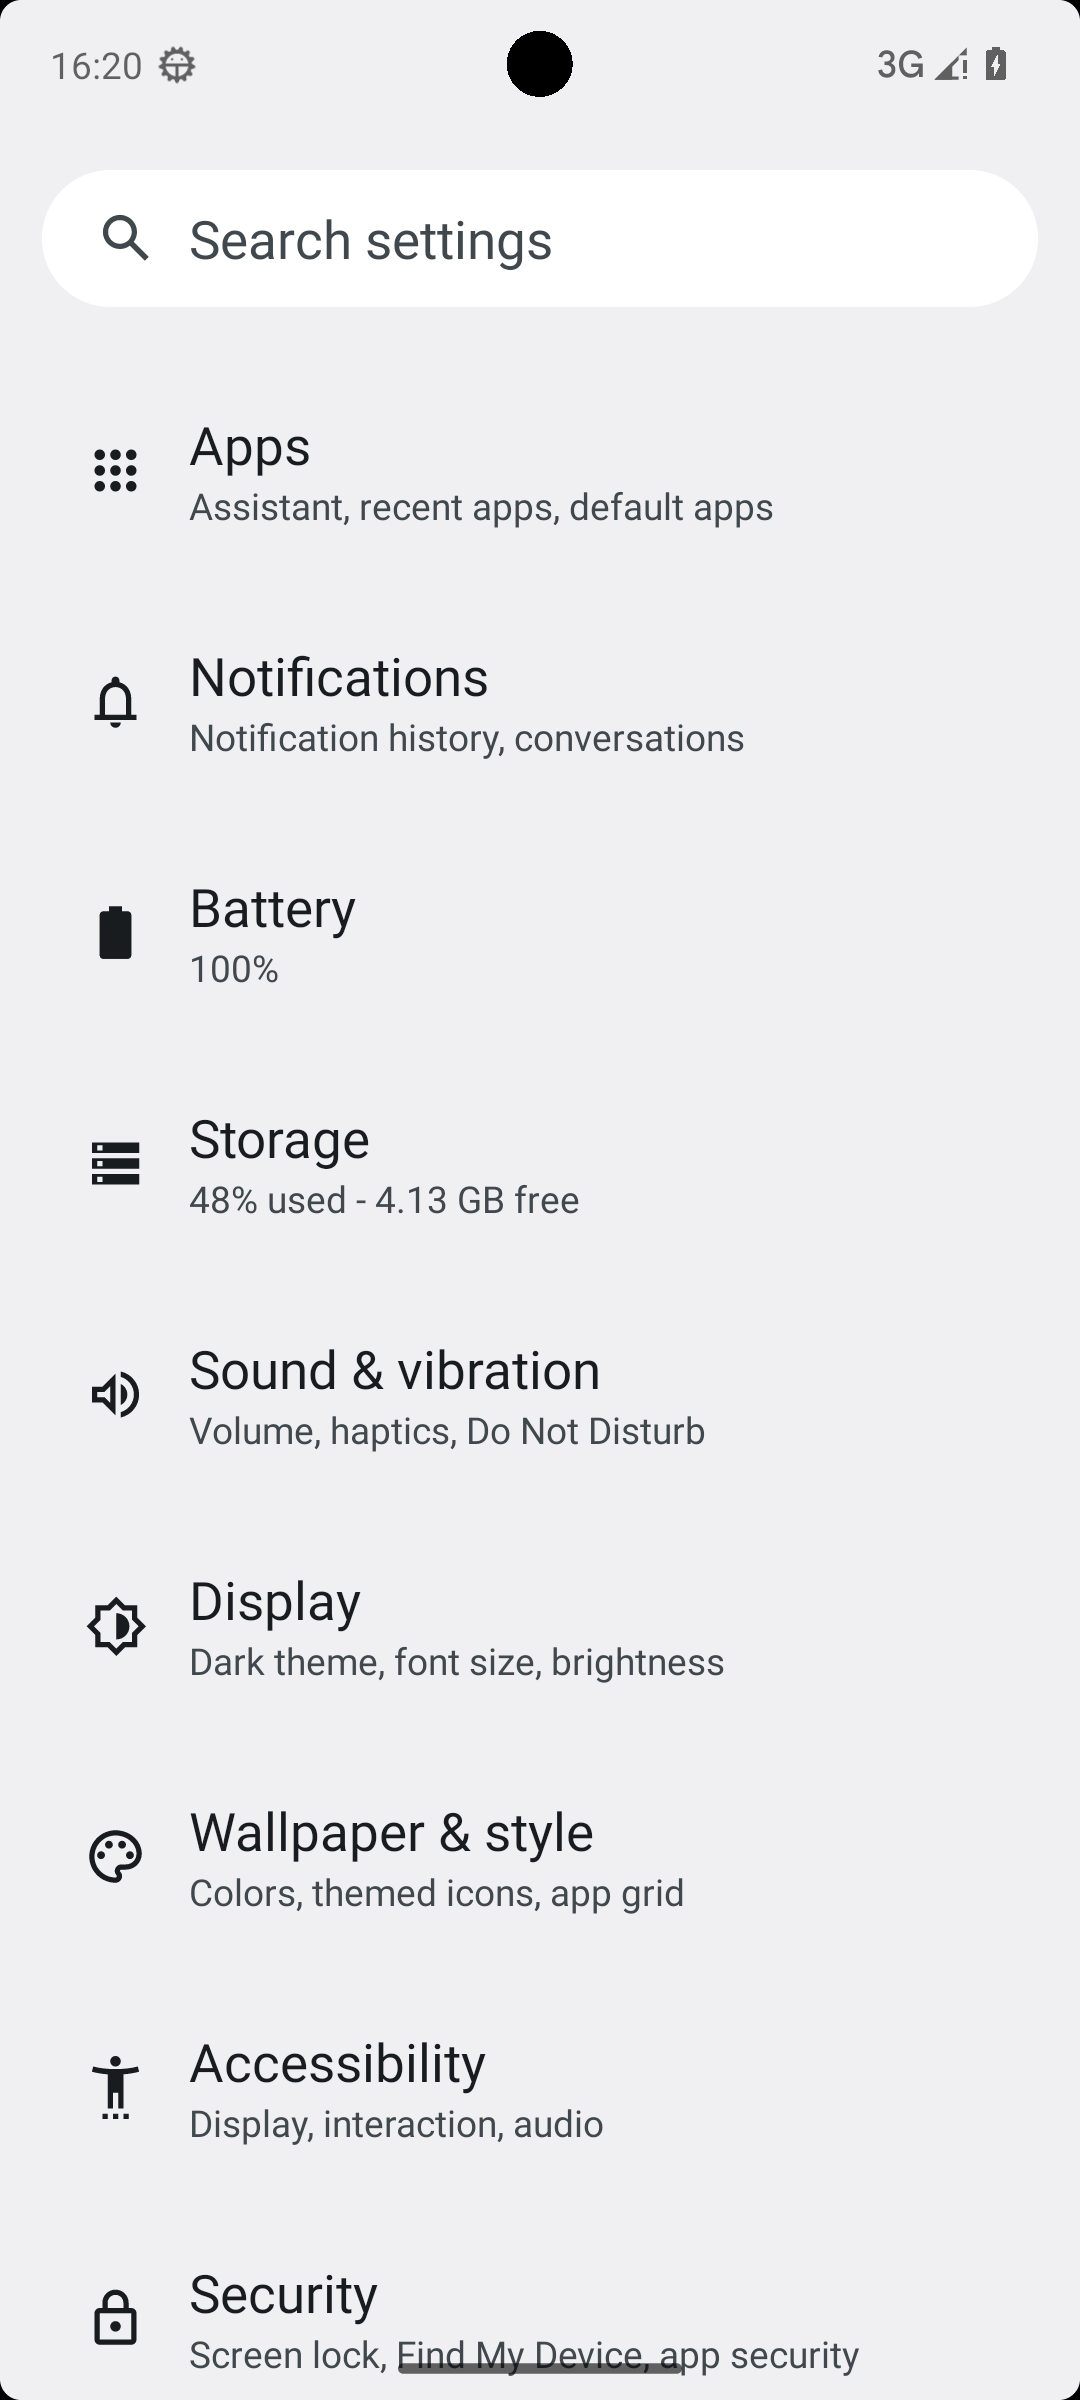 16:20
3G
Search settings
Apps
Assistant, recent apps, default apps
Notifications
Notification history, conversations
Battery
100%
Storage
48% used - 4.13 GB free
Sound & vibration
Volume, haptics, Do Not Disturb
Display
Dark theme, font size, brightness
Wallpaper & style
Colors, themed icons, app grid
Accessibility
Display, interaction, audio
Security
Screen lock, Find My Device, app security